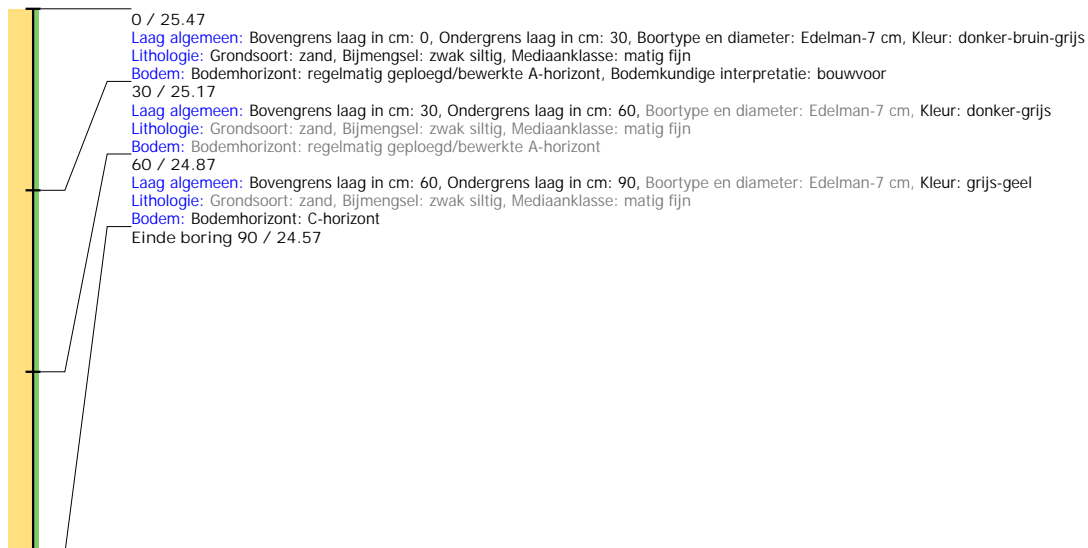 0 / 25.47
Laag algemeen: Bovengrens laag in cm: 0, Ondergrens laag in cm: 30, Boortype en diameter: Edelman-7 cm, Kleur: donker-bruin-grijs
Lithologie: Grondsoort: zand, Bijmengsel: zwak siltig, Mediaanklasse: matig fijn
Bodem: Bodemhorizont: regelmatig geploegd/bewerkte A-horizont, Bodemkundige interpretatie: bouwvoor
30 / 25.17
Laag algemeen: Bovengrens laag in cm: 30, Ondergrens laag in cm: 60, Boortype en diameter: Edelman-7 cm, Kleur: donker-grijs
Lithologie: Grondsoort: zand, Bijmengsel: zwak siltig, Mediaanklasse: matig fijn
Bodem: Bodemhorizont: regelmatig geploegd/bewerkte A-horizont
60 / 24.87
Laag algemeen: Bovengrens laag in cm: 60, Ondergrens laag in cm: 90, Boortype en diameter: Edelman-7 cm, Kleur: grijs-geel
Lithologie: Grondsoort: zand, Bijmengsel: zwak siltig, Mediaanklasse: matig fijn
Bodem: Bodemhorizont: C-horizont
Einde boring 90 / 24.57